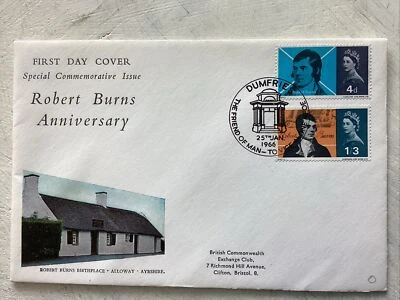 FIRST DAY COVER
Special Commemorative Issue
Robert Burns
Anniversary
4d
DUMFRIES
THE FRIEND OF MAN — TO
25TH JAN
1966
1'3
ROBERT BURNS BIRTHPLACE • ALLOWAY • AYRSHIRE.
British Commonwealth
Exchange Club,
7 Richmond Hill Avenue,
Clifton, Bristol, 8.